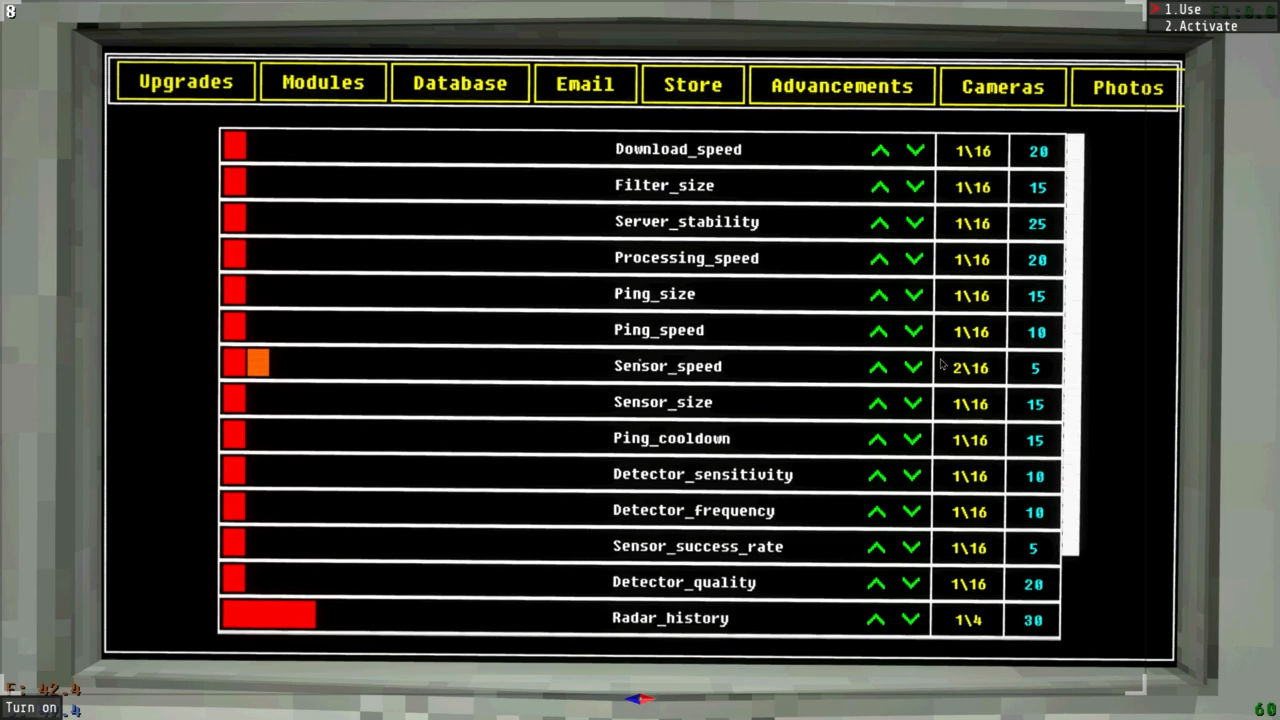 8
1.Use
2.Activate
Upgrades Modules Database Email Store Advancements Cameras Photos
Download_speed 1\16 20
Filter_size 1\16 15
Server_stability 1\16 25
Processing_speed 1\16 20
Ping_size 1\16 15
Ping_speed 1\16 10
Sensor_speed 2\16 5
Sensor_size 1\16 15
Ping_cooldown 1\16 15
Detector_sensitivity 1\16 10
Detector_frequency 1\16 10
Sensor_success_rate 1\16 5
Detector_quality 1\16 20
Radar_history 1\4 30
Turn on
60